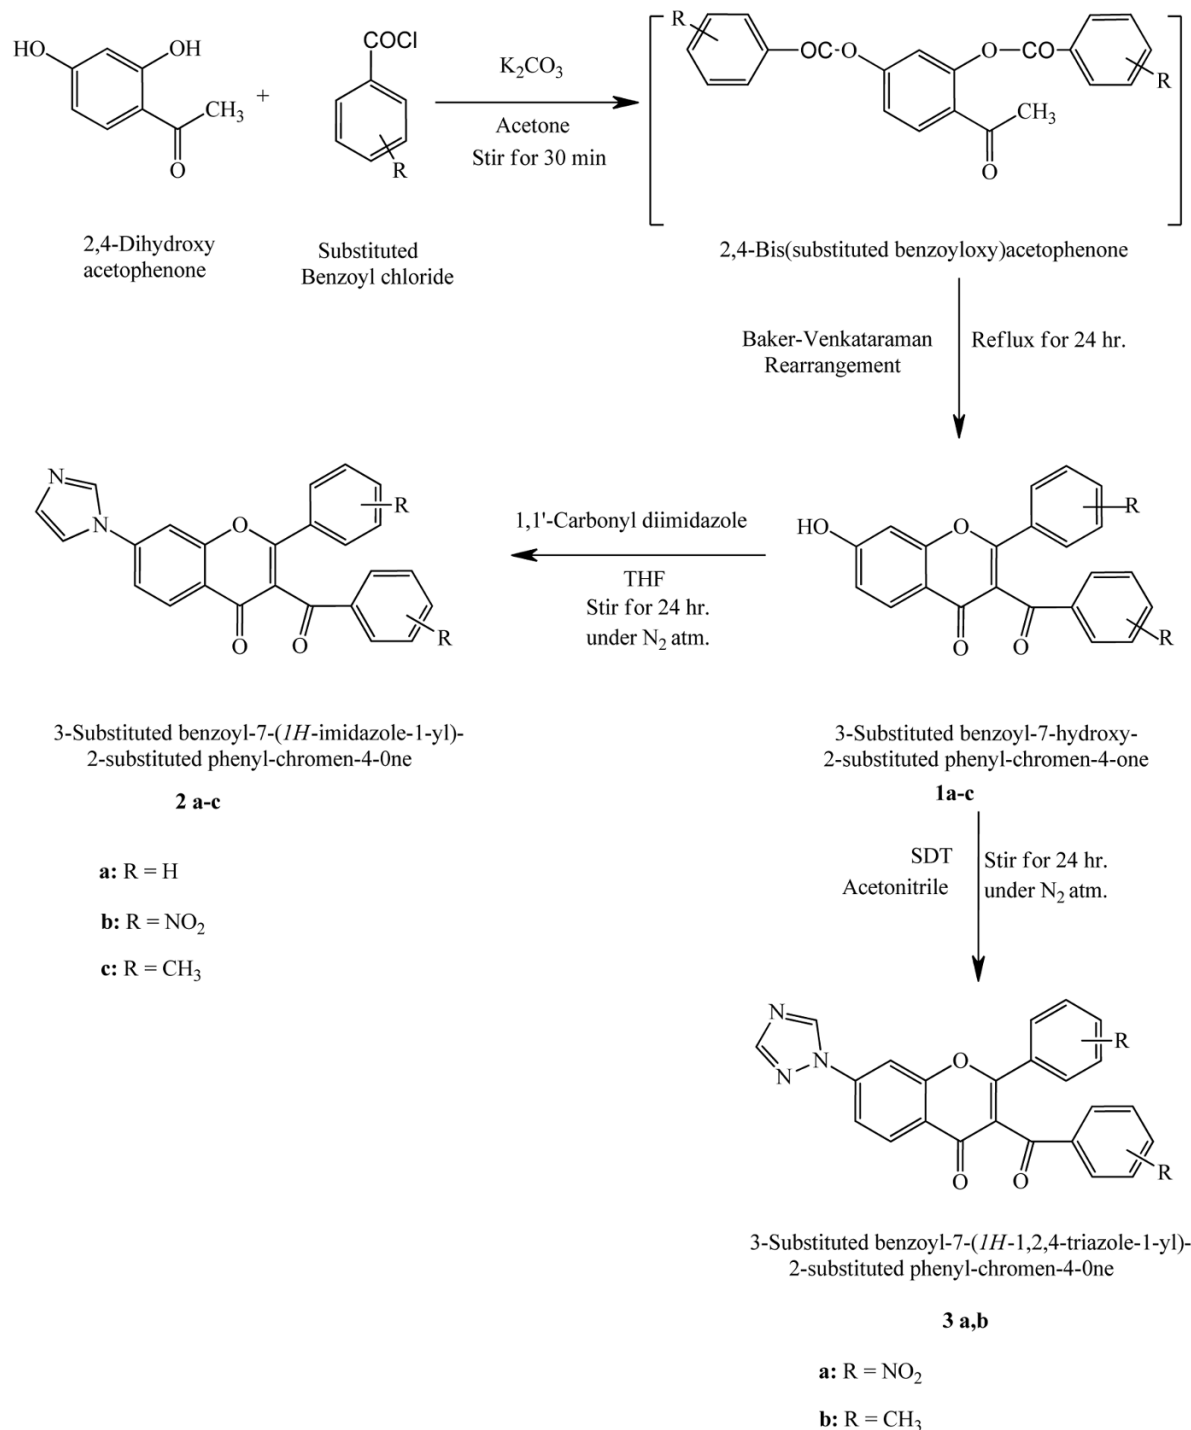 HO
OH
CH3
O
+
COCl
R
K2CO3
Acetone
Stir for 30 min
R
OC-O
O
CO
R
CH3
O
2,4-Dihydroxy
acetophenone
Substituted
Benzoyl chloride
2,4-Bis(substituted benzoyloxy)acetophenone
Baker-Venkataraman
Rearrangement
Reflux for 24 hr.
N
N
O
R
O
O
R
1,1'-Carbonyl diimidazole
THF
Stir for 24 hr.
under N2 atm.
HO
O
R
O
O
R
3-Substituted benzoyl-7-(1H-imidazole-1-yl)-
2-substituted phenyl-chromen-4-0ne
2 a-c
a: R = H
b: R = NO2
c: R = CH3
3-Substituted benzoyl-7-hydroxy-
2-substituted phenyl-chromen-4-one
1a-c
SDT
Acetonitrile
Stir for 24 hr.
under N2 atm.
N
N
N
O
R
O
O
R
3-Substituted benzoyl-7-(1H-1,2,4-triazole-1-yl)-
2-substituted phenyl-chromen-4-0ne
3 a,b
a: R = NO2
b: R = CH3